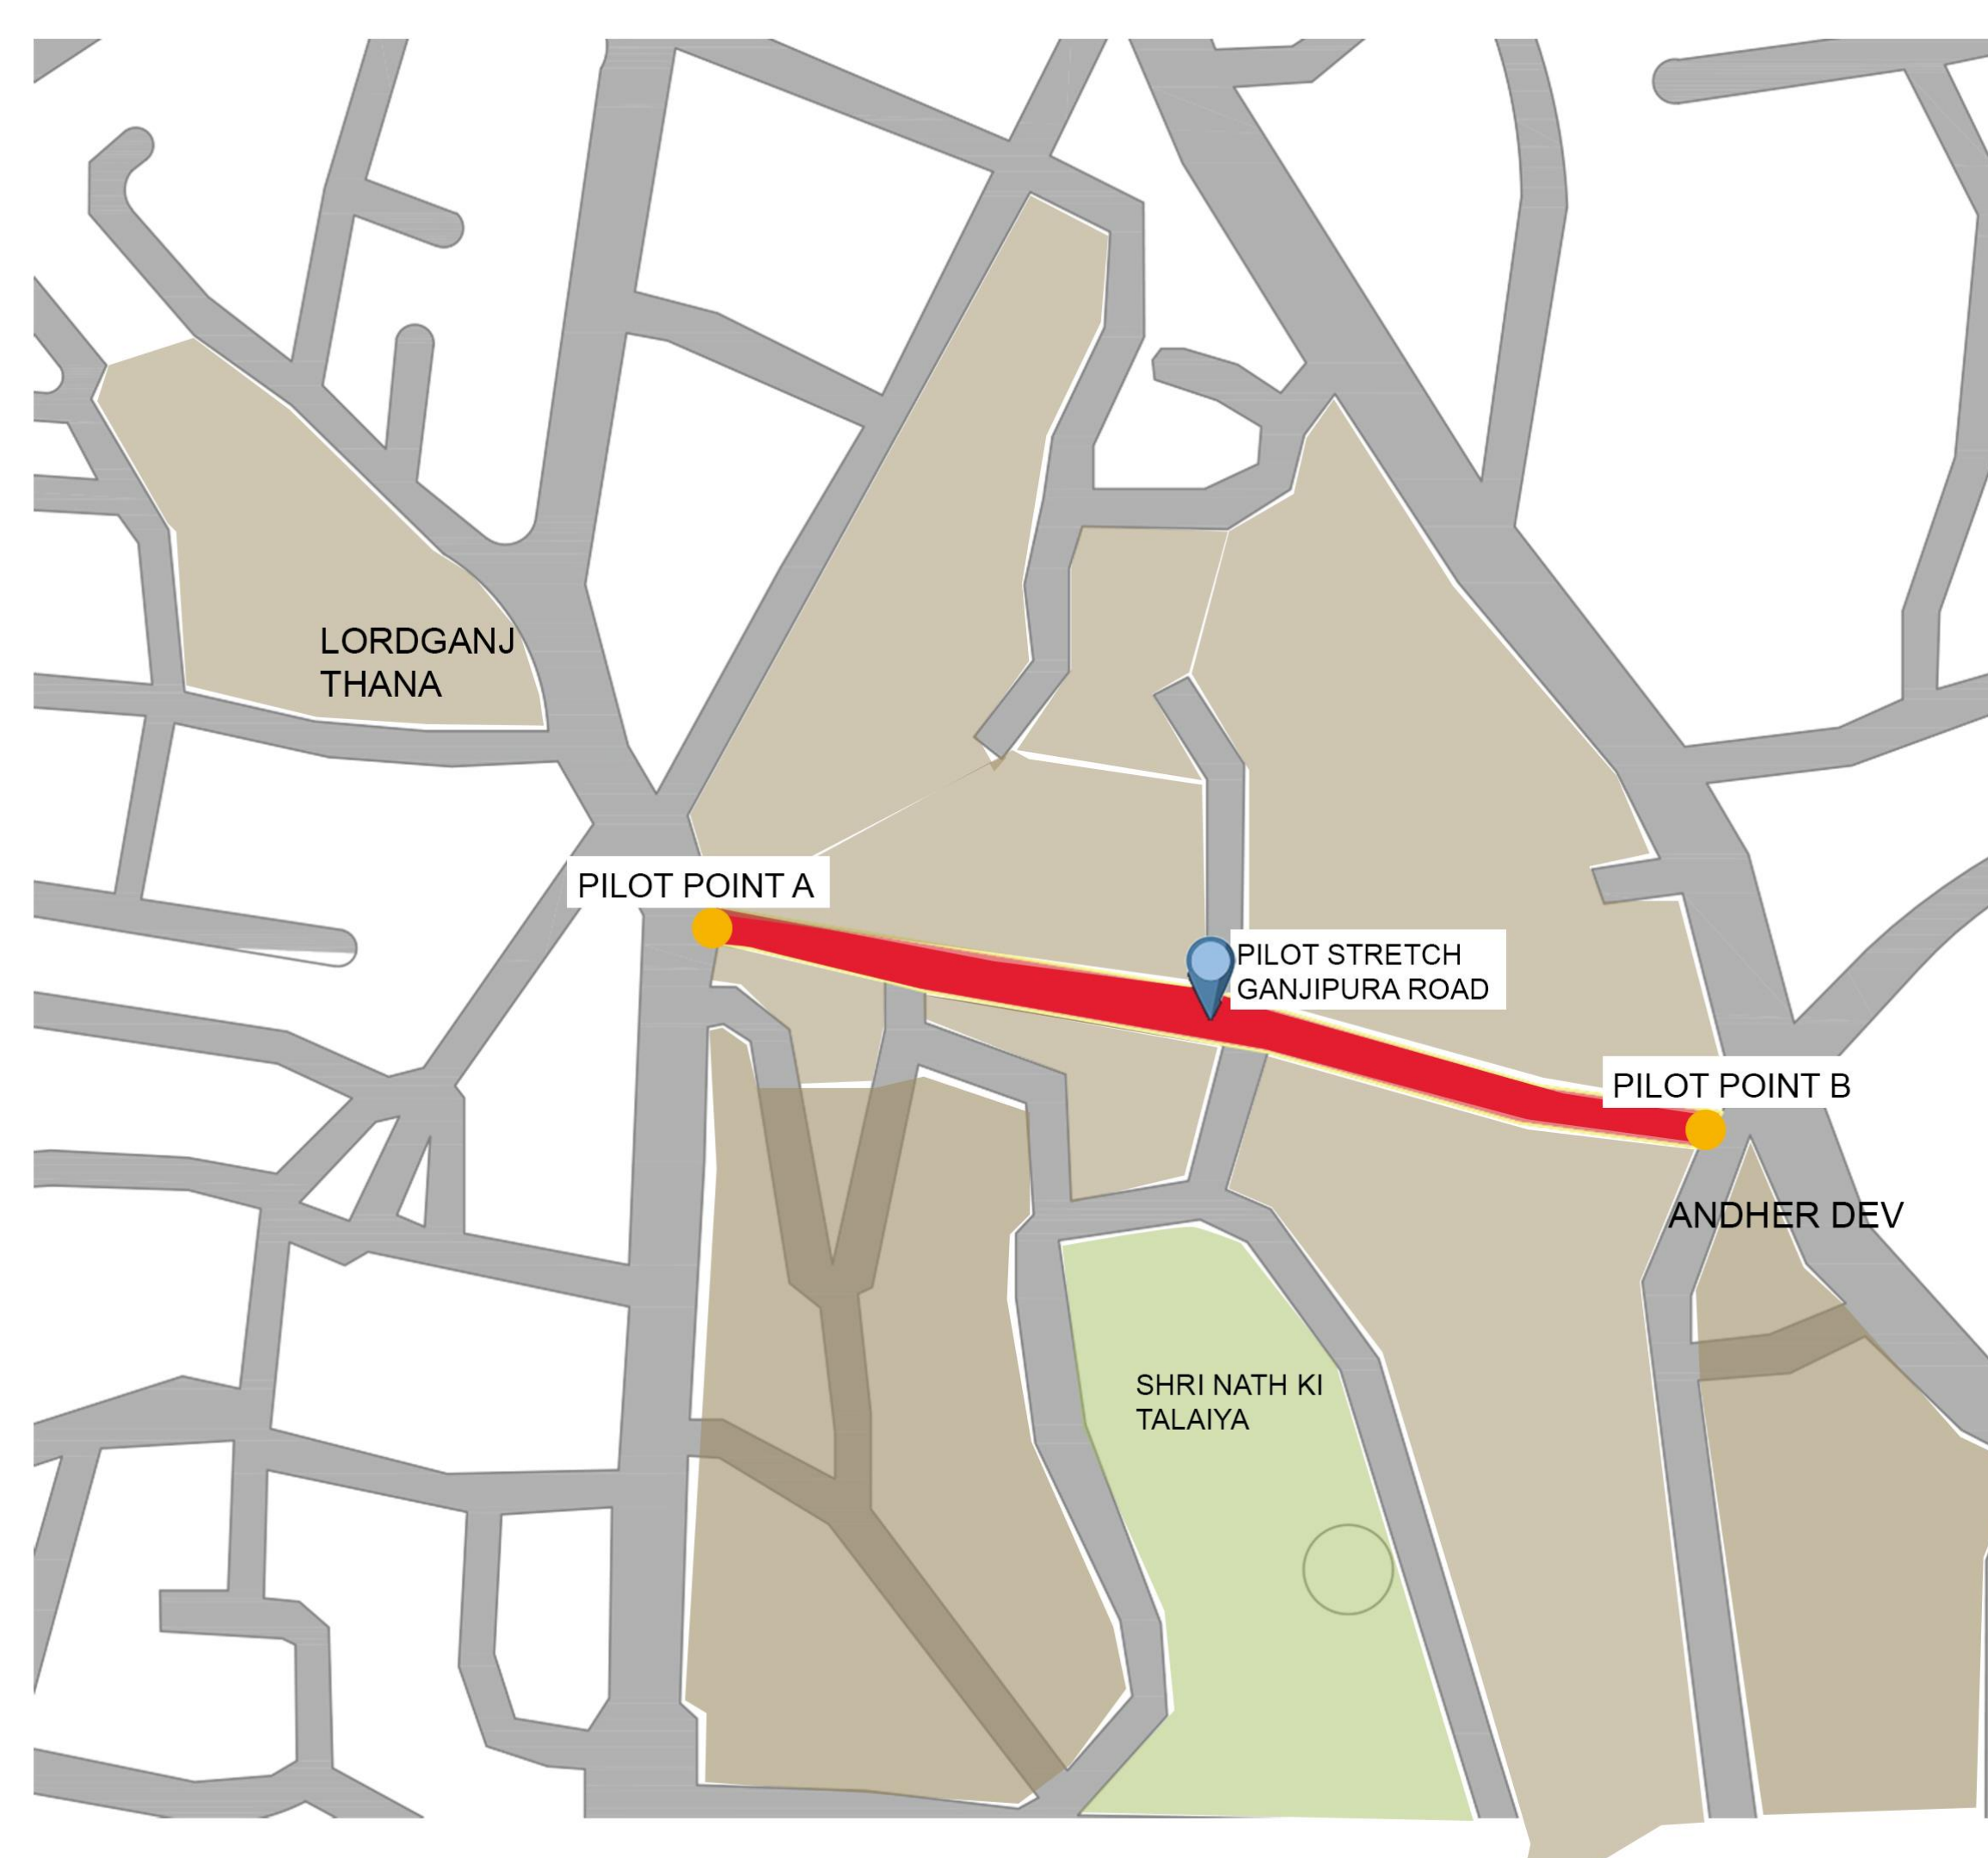 LORDGANJ
THANA
PILOT POINT A
PILOT STRETCH
GANJIPURA ROAD
PILOT POINT B
ANDHER DEV
SHRI NATH KI
TALAIYA